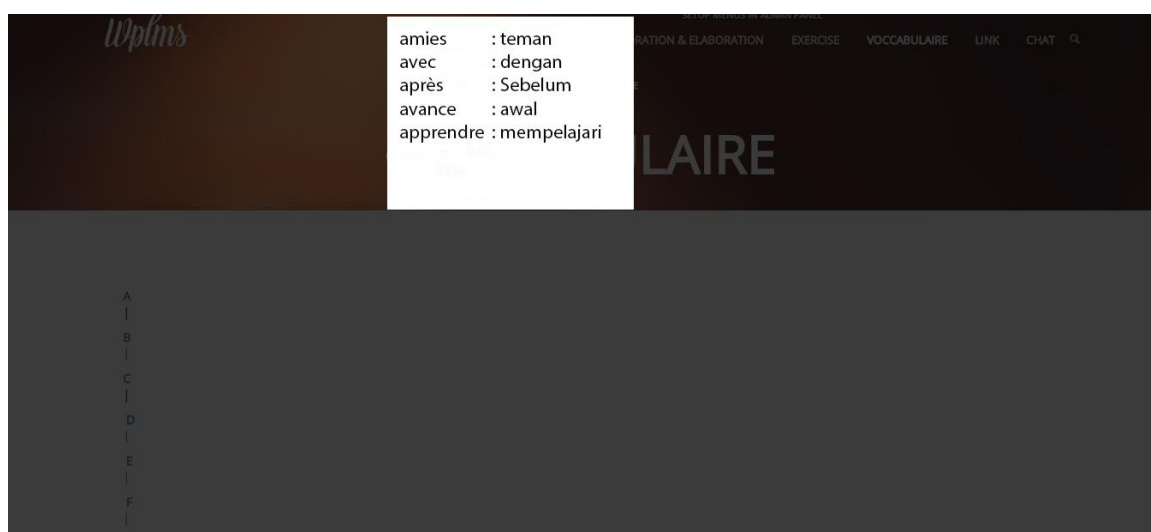 Wplms
SETUP MENUS IN ADMIN PANEL
RATION & ELABORATION EXERCISE VOCCABULAIRE LINK CHAT
amies : teman
avec : dengan
après : Sebelum
avance : awal
apprendre : mempelajari
E
LAIRE
A
|
B
|
C
|
D
|
E
|
F
|